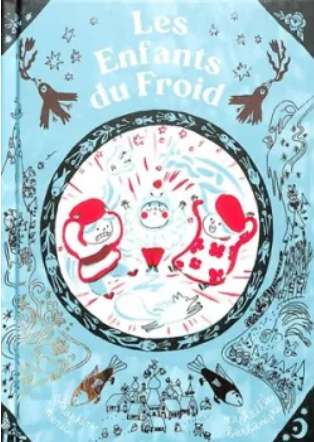 Les
Enfants
du Froid